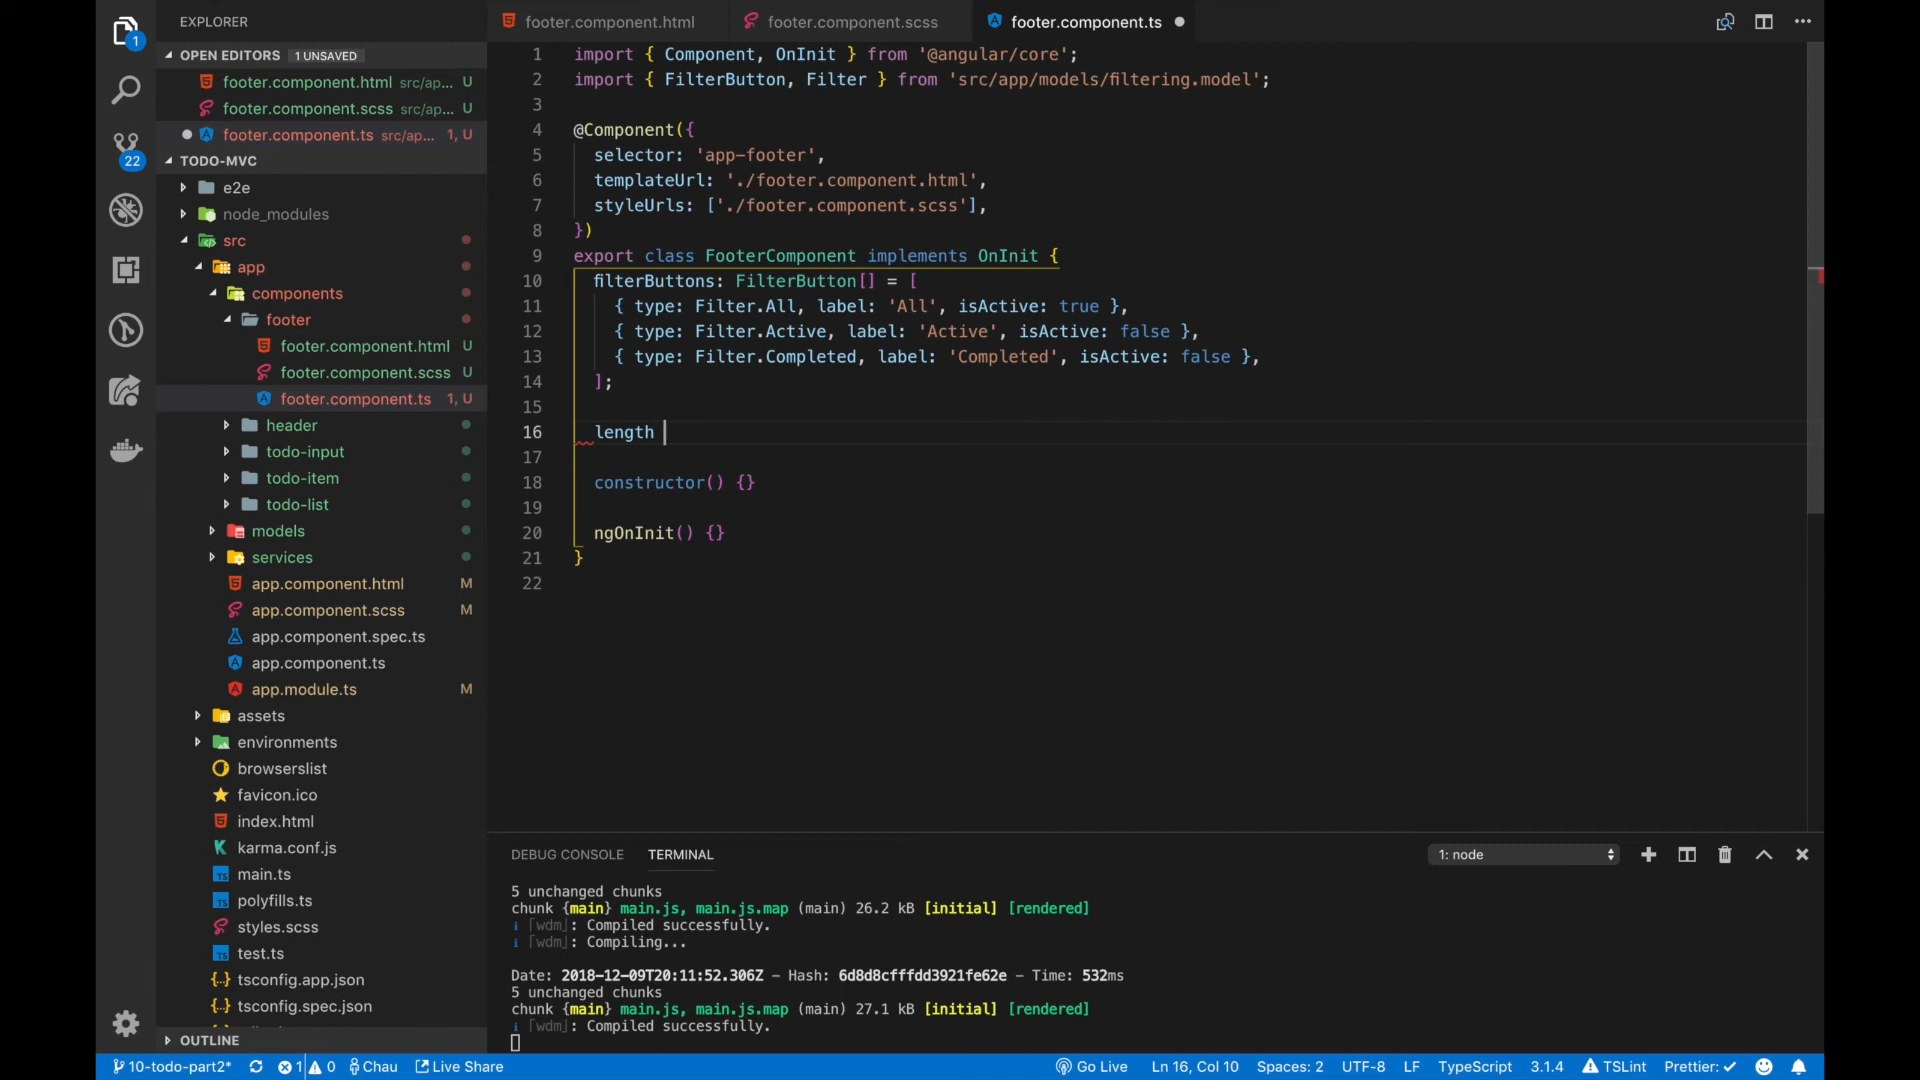 EXPLORER
OPEN EDITORS 1 UNSAVED
footer.component.html src/ap... U
footer.component.scss src/ap... U
footer.component.ts src/ap... 1, U
TODO-MVC
e2e
node_modules
src
app
components
footer
footer.component.html U
footer.component.scss U
footer.component.ts 1, U
header
todo-input
todo-item
todo-list
models
services
app.component.html M
app.component.scss M
app.component.spec.ts
app.component.ts
app.module.ts M
assets
environments
browserslist
favicon.ico
index.html
karma.conf.js
main.ts
polyfills.ts
styles.scss
test.ts
tsconfig.app.json
tsconfig.spec.json
OUTLINE
1
22
footer.component.html footer.component.scss footer.component.ts
1 import { Component, OnInit } from '@angular/core';
2 import { FilterButton, Filter } from 'src/app/models/filtering.model';
3
4 @Component({
5 selector: 'app-footer',
6 templateUrl: './footer.component.html',
7 styleUrls: ['./footer.component.scss'],
8 })
9 export class FooterComponent implements OnInit {
10 filterButtons: FilterButton[] = [
11 { type: Filter.All, label: 'All', isActive: true },
12 { type: Filter.Active, label: 'Active', isActive: false },
13 { type: Filter.Completed, label: 'Completed', isActive: false },
14 ];
15
16 length
17
18 constructor() {}
19
20 ngOnInit() {}
21 }
22
DEBUG CONSOLE TERMINAL 1: node
5 unchanged chunks
chunk {main} main.js, main.js.map (main) 26.2 kB [initial] [rendered]
i ｢wdm｣: Compiled successfully.
i ｢wdm｣: Compiling...
Date: 2018-12-09T20:11:52.306Z - Hash: 6d8d8cfffdd3921fe62e - Time: 532ms
5 unchanged chunks
chunk {main} main.js, main.js.map (main) 27.1 kB [initial] [rendered]
i ｢wdm｣: Compiled successfully.
10-todo-part2* 1 0 Chau Live Share Go Live Ln 16, Col 10 Spaces: 2 UTF-8 LF TypeScript 3.1.4 TSLint Prettier: ✓